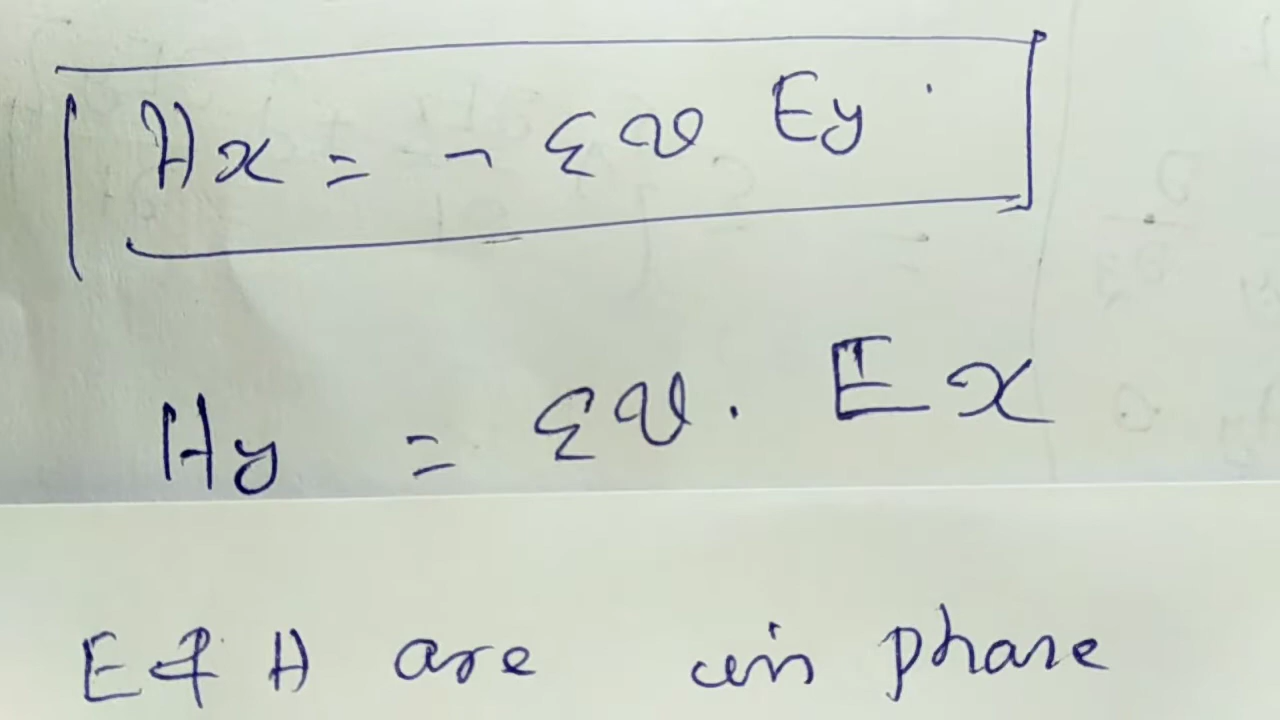 Hx = - εv Ey
Hy = εv. Ex
E & H are in phase